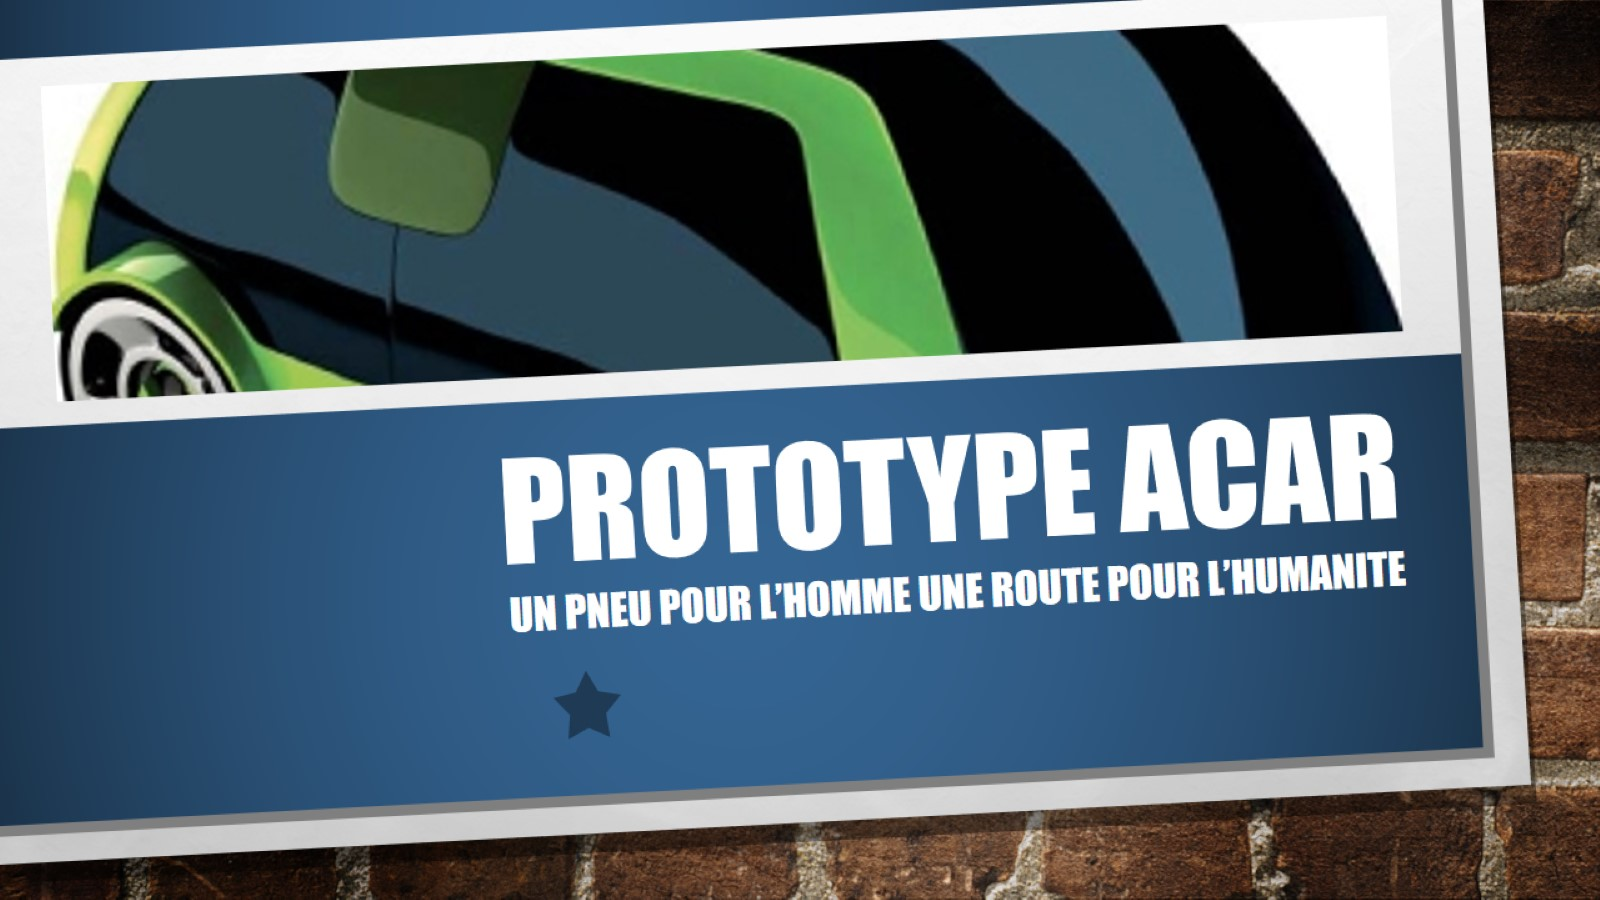 PROTOTYPE ACAR
UN PNEU POUR L’HOMME UNE ROUTE POUR L’HUMANITE